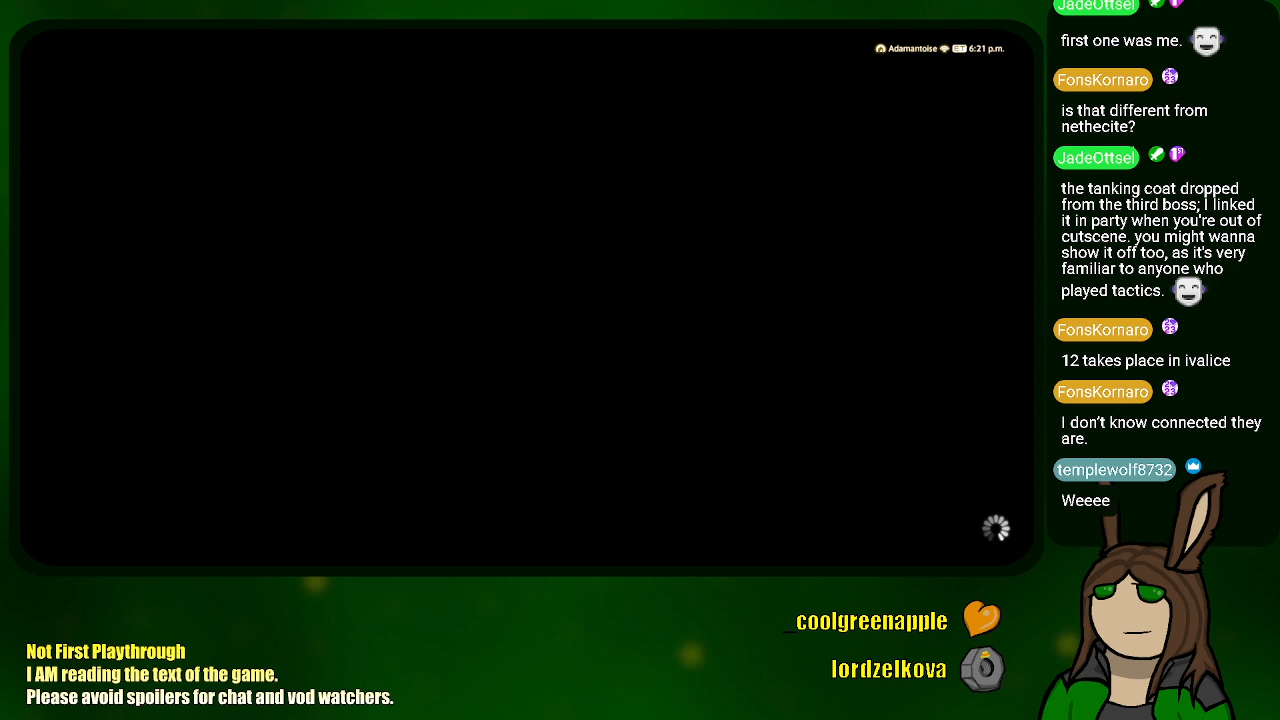 Adamantoise ET 6:21 p.m.
JadeOttsel
first one was me.
FonsKornaro
is that different from
nethecite?
JadeOttsel
the tanking coat dropped
from the third boss; I linked
it in party when you're out of
cutscene. you might wanna
show it off too, as it's very
familiar to anyone who
played tactics.
FonsKornaro
12 takes place in ivalice
FonsKornaro
I don't know connected they
are.
templewolf8732
Weeee
_coolgreenapple
lordzelkova
Not First Playthrough
I AM reading the text of the game.
Please avoid spoilers for chat and vod watchers.